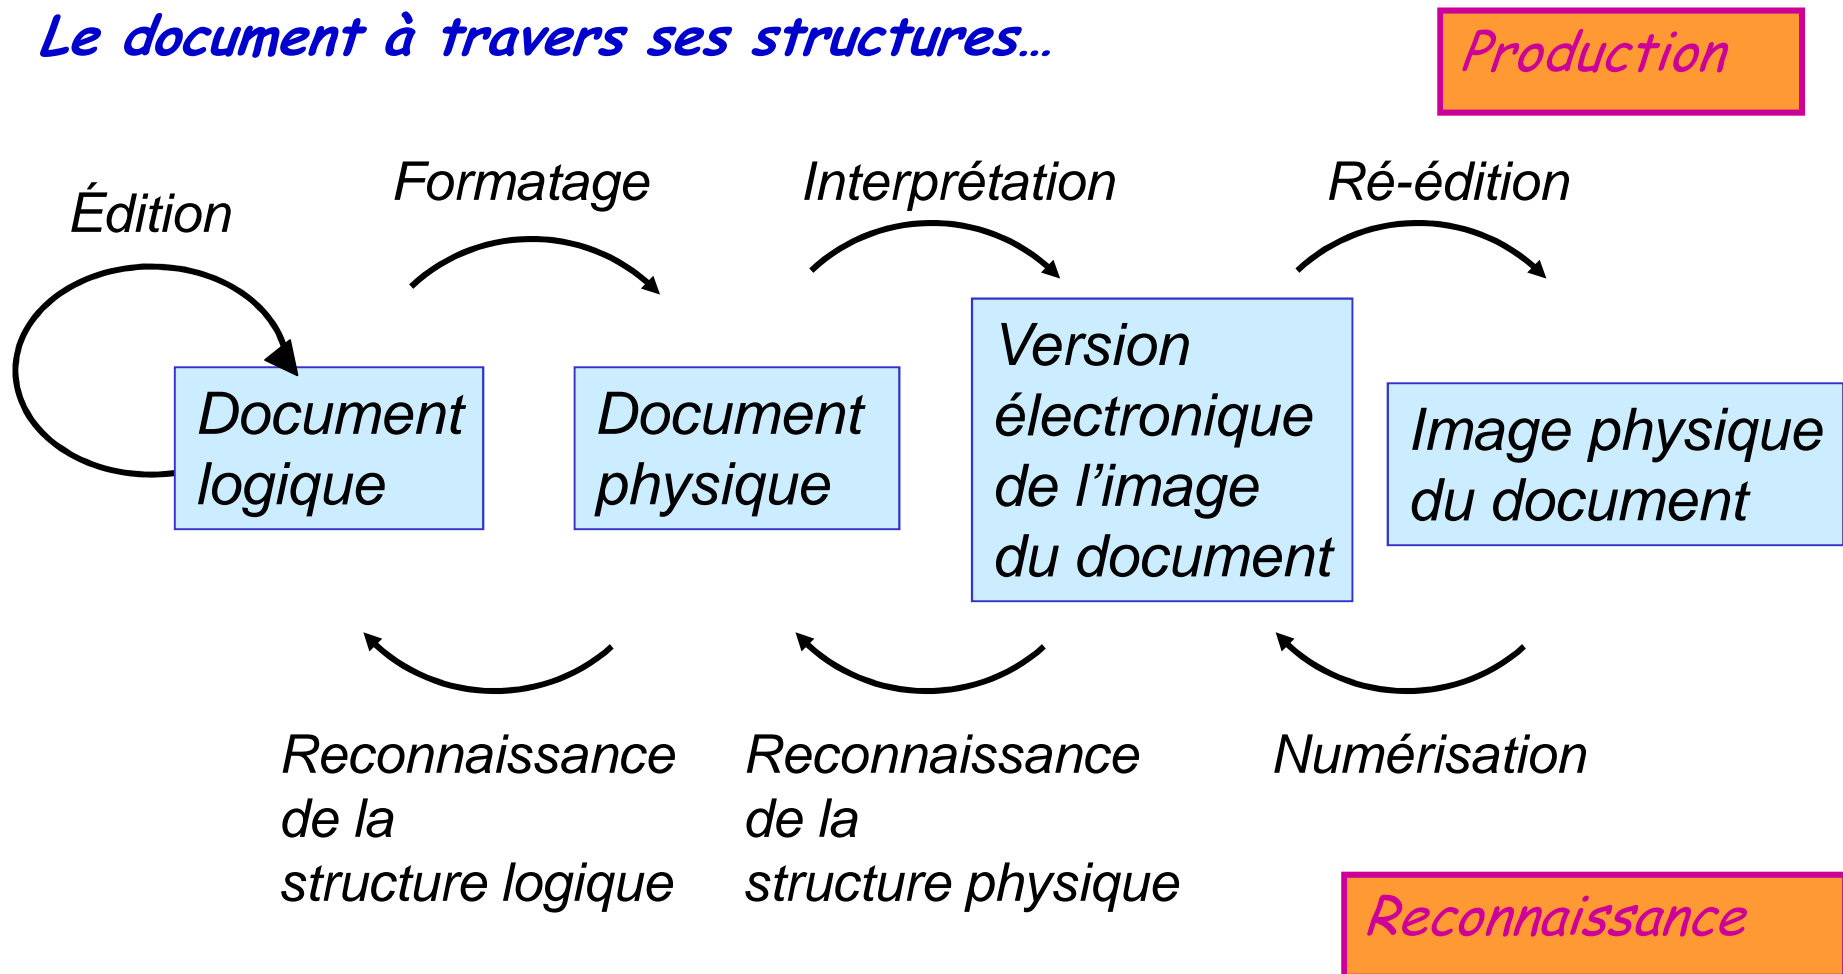 Le document à travers ses structures…
Production
Édition
Formatage
Interprétation
Ré-édition
Document
logique
Document
physique
Version
électronique
de l’image
du document
Image physique
du document
Reconnaissance
de la
structure logique
Reconnaissance
de la
structure physique
Numérisation
Reconnaissance